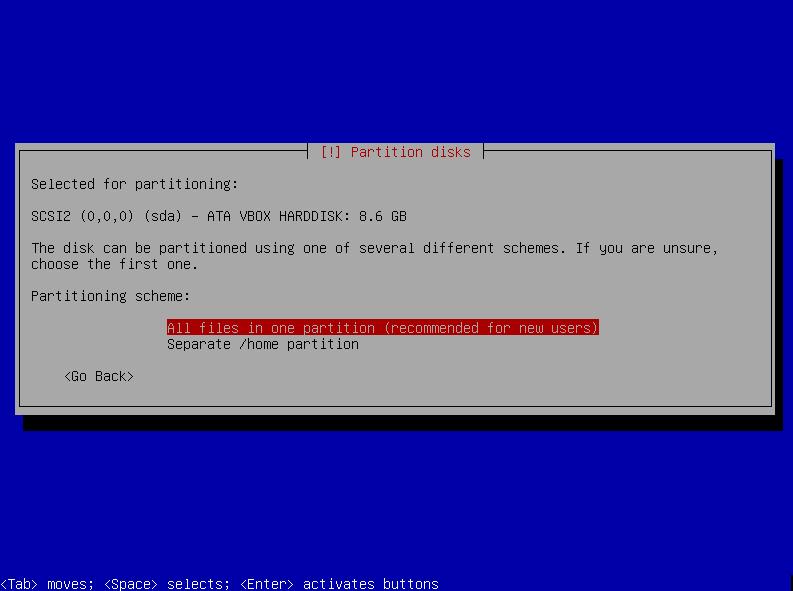 [!] Partition disks
Selected for partitioning:
SCSI2 (0,0,0) (sda) – ATA VBOX HARDDISK: 8.6 GB
The disk can be partitioned using one of several different schemes. If you are unsure,
choose the first one.
Partitioning scheme:
All files in one partition (recommended for new users)
Separate /home partition
<Go Back>
<Tab> moves; <Space> selects; <Enter> activates buttons